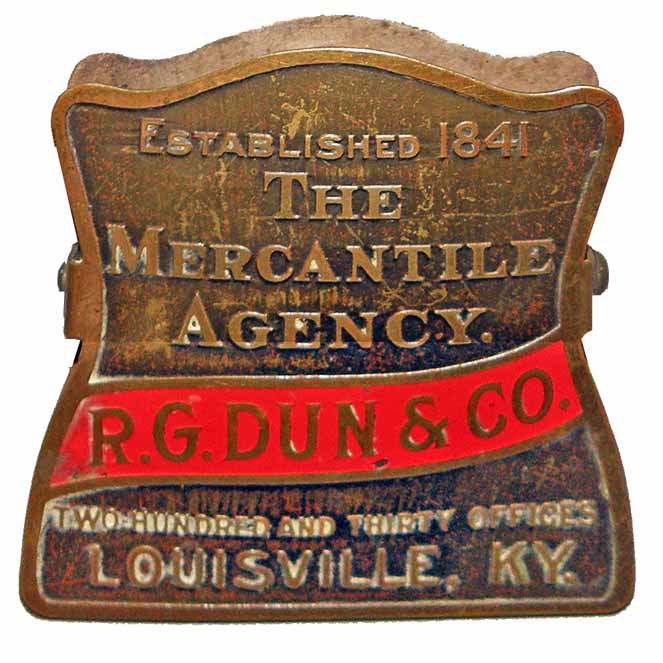 ESTABLISHED 1841
THE
MERCANTILE
AGENCY.
R.G. DUN & CO.
TWO HUNDRED AND THIRTY OFFICES
LOUISVILLE, KY.